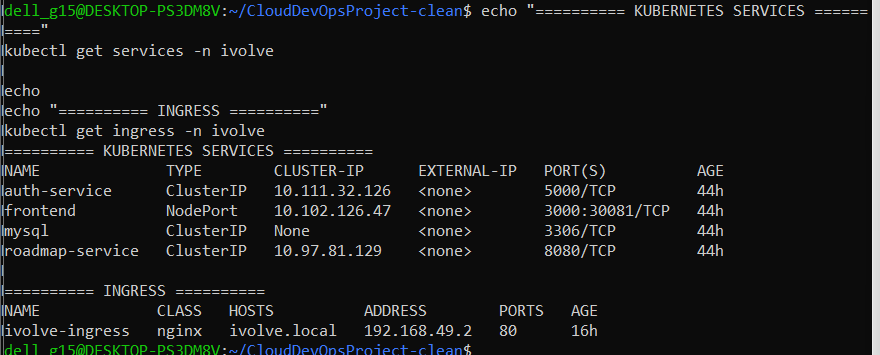 dell_g15@DESKTOP-PS3DM8V:~/CloudDevOpsProject-clean$ echo "========== KUBERNETES SERVICES ======
===="
kubectl get services -n ivolve
echo
echo "========== INGRESS =========="
kubectl get ingress -n ivolve
========== KUBERNETES SERVICES ==========
NAME TYPE CLUSTER-IP EXTERNAL-IP PORT(S) AGE
auth-service ClusterIP 10.111.32.126 <none> 5000/TCP 44h
frontend NodePort 10.102.126.47 <none> 3000:30081/TCP 44h
mysql ClusterIP None <none> 3306/TCP 44h
roadmap-service ClusterIP 10.97.81.129 <none> 8080/TCP 44h
========== INGRESS ==========
NAME CLASS HOSTS ADDRESS PORTS AGE
ivolve-ingress nginx ivolve.local 192.168.49.2 80 16h
dell_g15@DESKTOP-PS3DM8V:~/CloudDevOpsProject-clean$